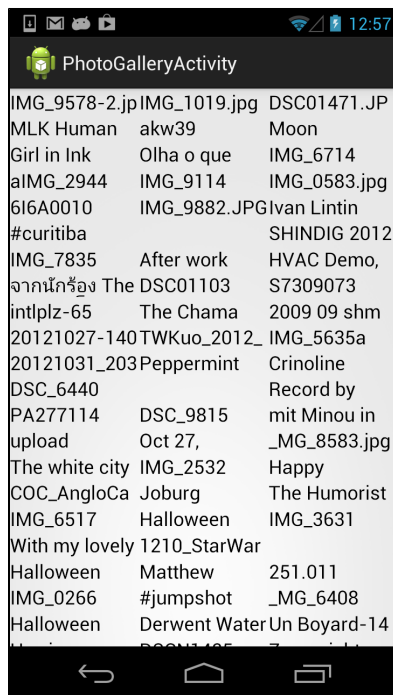 12:57
PhotoGalleryActivity
IMG_9578-2.jp IMG_1019.jpg DSC01471.JP
MLK Human akw39 Moon
Girl in Ink Olha o que IMG_6714
aIMG_2944 IMG_9114 IMG_0583.jpg
6I6A0010 IMG_9882.JPG Ivan Lintin
#curitiba SHINDIG 2012
IMG_7835 After work HVAC Demo,
จากนักร้อง The DSC01103 S7309073
intlplz-65 The Chama 2009 09 shm
20121027-140 TWKuo_2012_ IMG_5635a
20121031_203 Peppermint Crinoline
DSC_6440 Record by
PA277114 DSC_9815 mit Minou in
upload Oct 27, _MG_8583.jpg
The white city IMG_2532 Happy
COC_AngloCa Joburg The Humorist
IMG_6517 Halloween IMG_3631
With my lovely 1210_StarWar
Halloween Matthew 251.011
IMG_0266 #jumpshot _MG_6408
Halloween Derwent Water Un Boyard-14